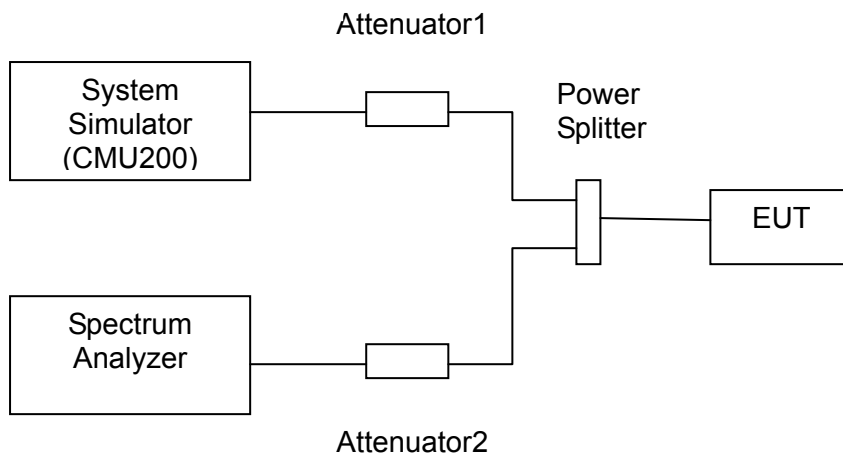 Attenuator1
System
Simulator
(CMU200)
Power
Splitter
EUT
Spectrum
Analyzer
Attenuator2